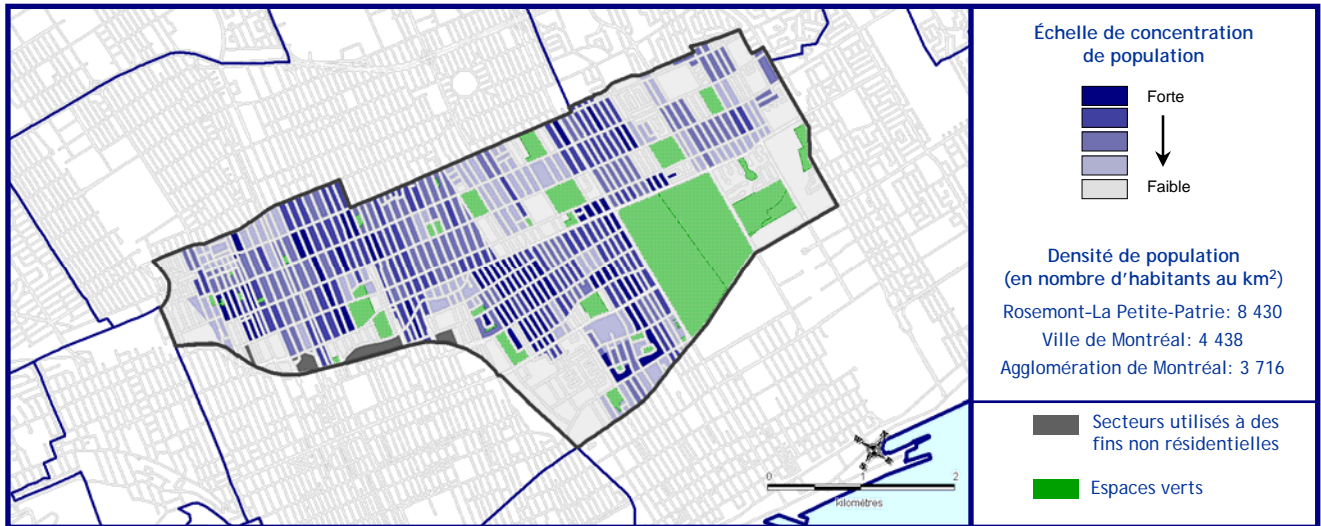 Échelle de concentration
de population
Forte
Faible
Densité de population
(en nombre d'habitants au km²)
Rosemont-La Petite-Patrie: 8 430
Ville de Montréal: 4 438
Agglomération de Montréal: 3 716
Secteurs utilisés à des
fins non résidentielles
Espaces verts
0 1 2
kilomètres